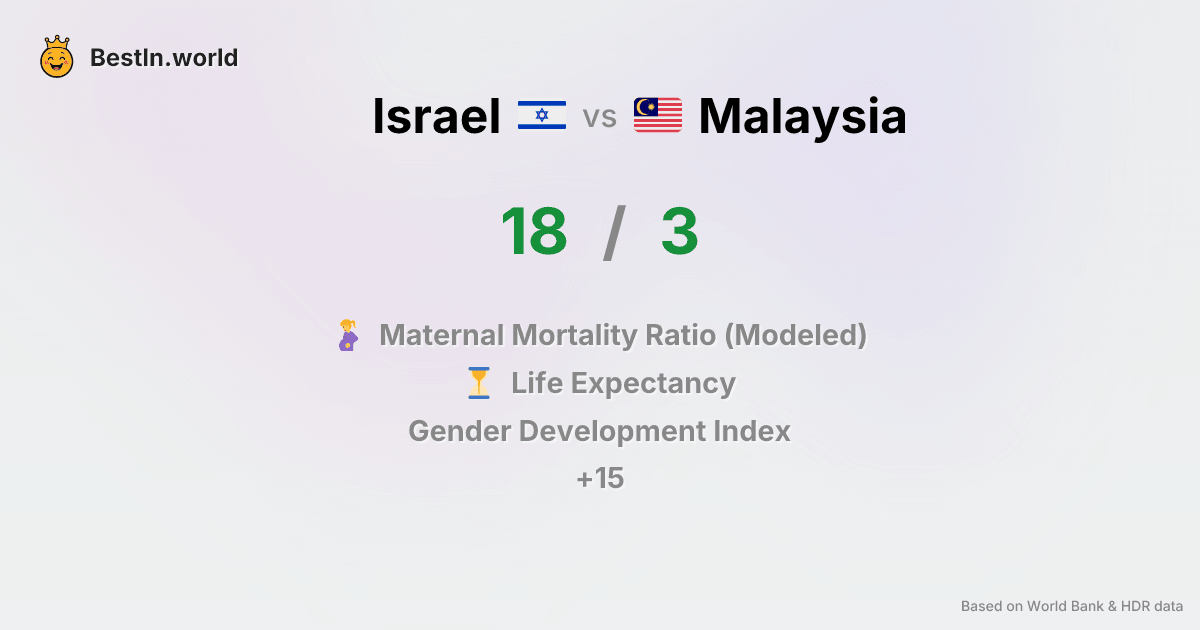 BestIn.world
Israel vs Malaysia
18 / 3
Maternal Mortality Ratio (Modeled)
Life Expectancy
Gender Development Index
+15
Based on World Bank & HDR data